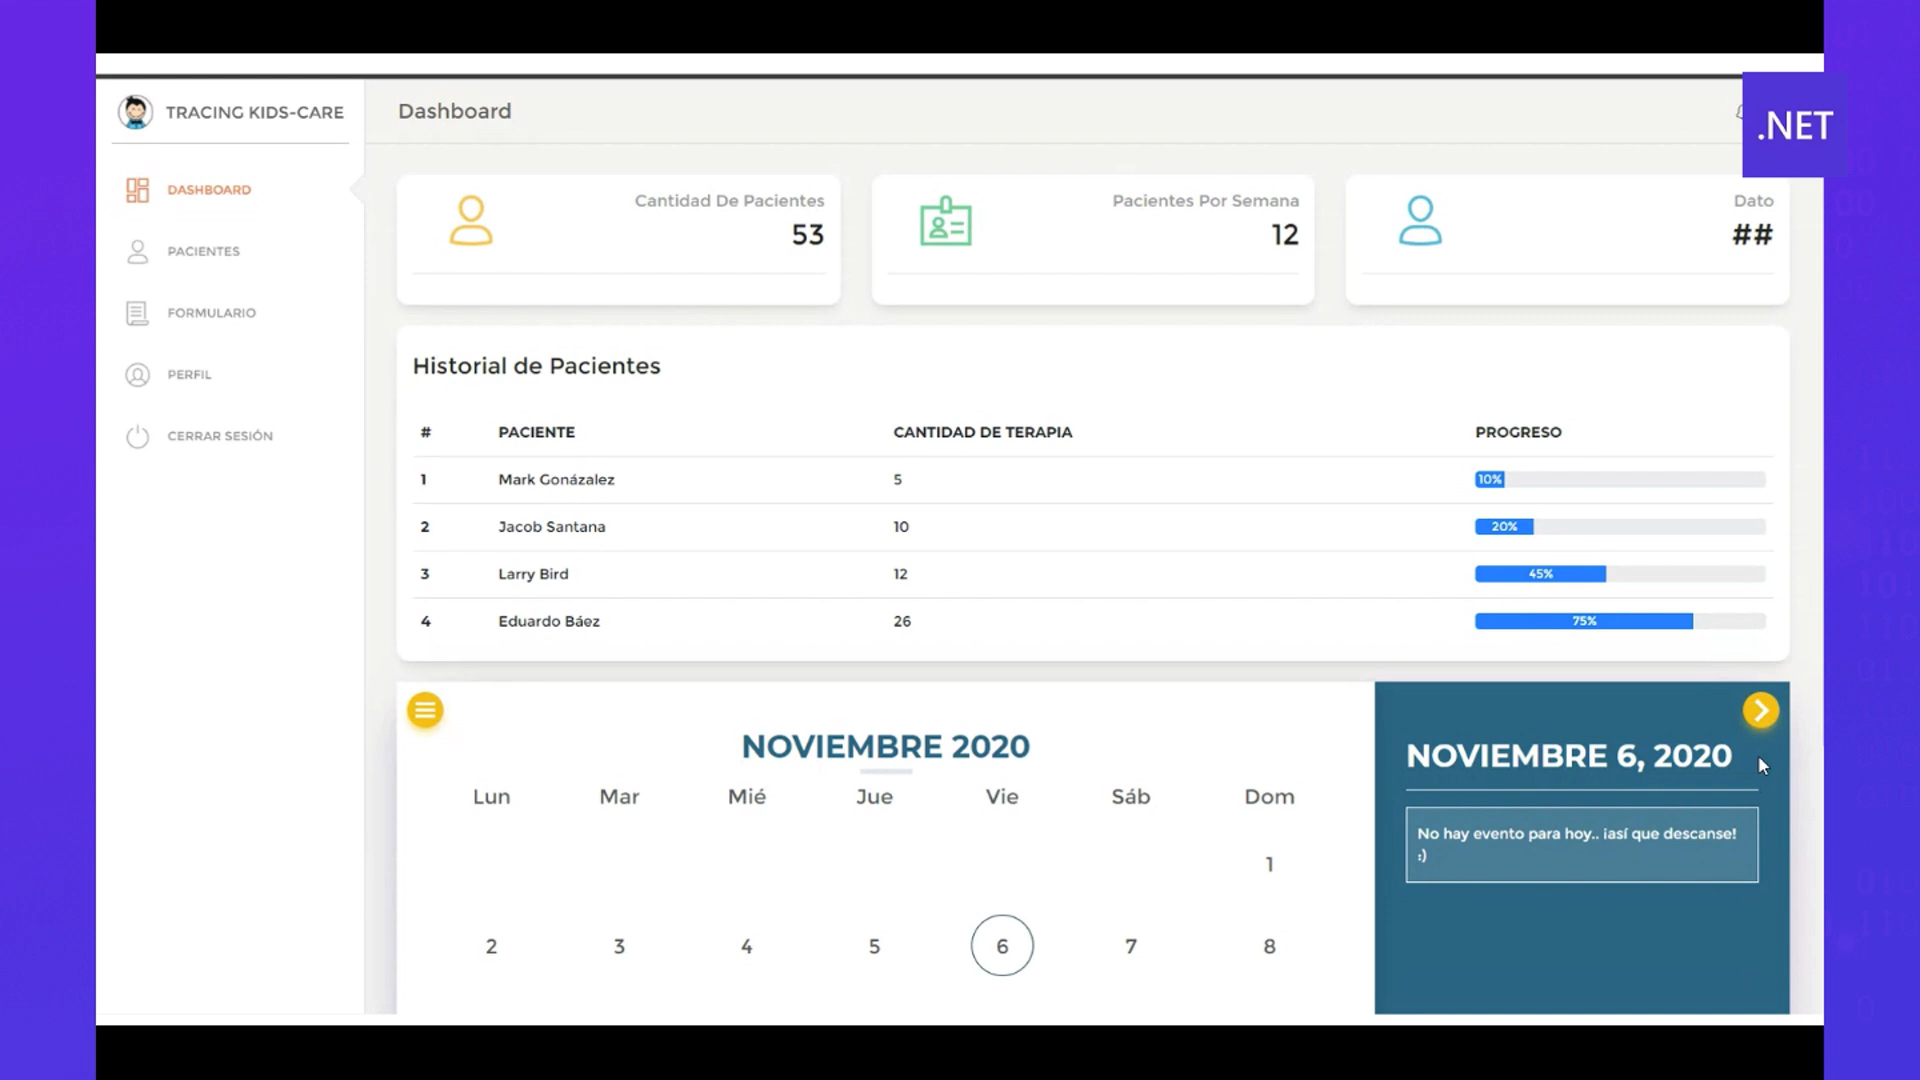 TRACING KIDS-CARE
Dashboard
.NET
DASHBOARD
PACIENTES
FORMULARIO
PERFIL
CERRAR SESIÓN
Cantidad De Pacientes
53
Pacientes Por Semana
12
Dato
##
Historial de Pacientes
# PACIENTE CANTIDAD DE TERAPIA PROGRESO
1 Mark Gonázalez 5 10%
2 Jacob Santana 10 20%
3 Larry Bird 12 45%
4 Eduardo Báez 26 75%
NOVIEMBRE 2020
Lun Mar Mié Jue Vie Sáb Dom
1
2 3 4 5 6 7 8
NOVIEMBRE 6, 2020
No hay evento para hoy.. ¡así que descanse!
:)